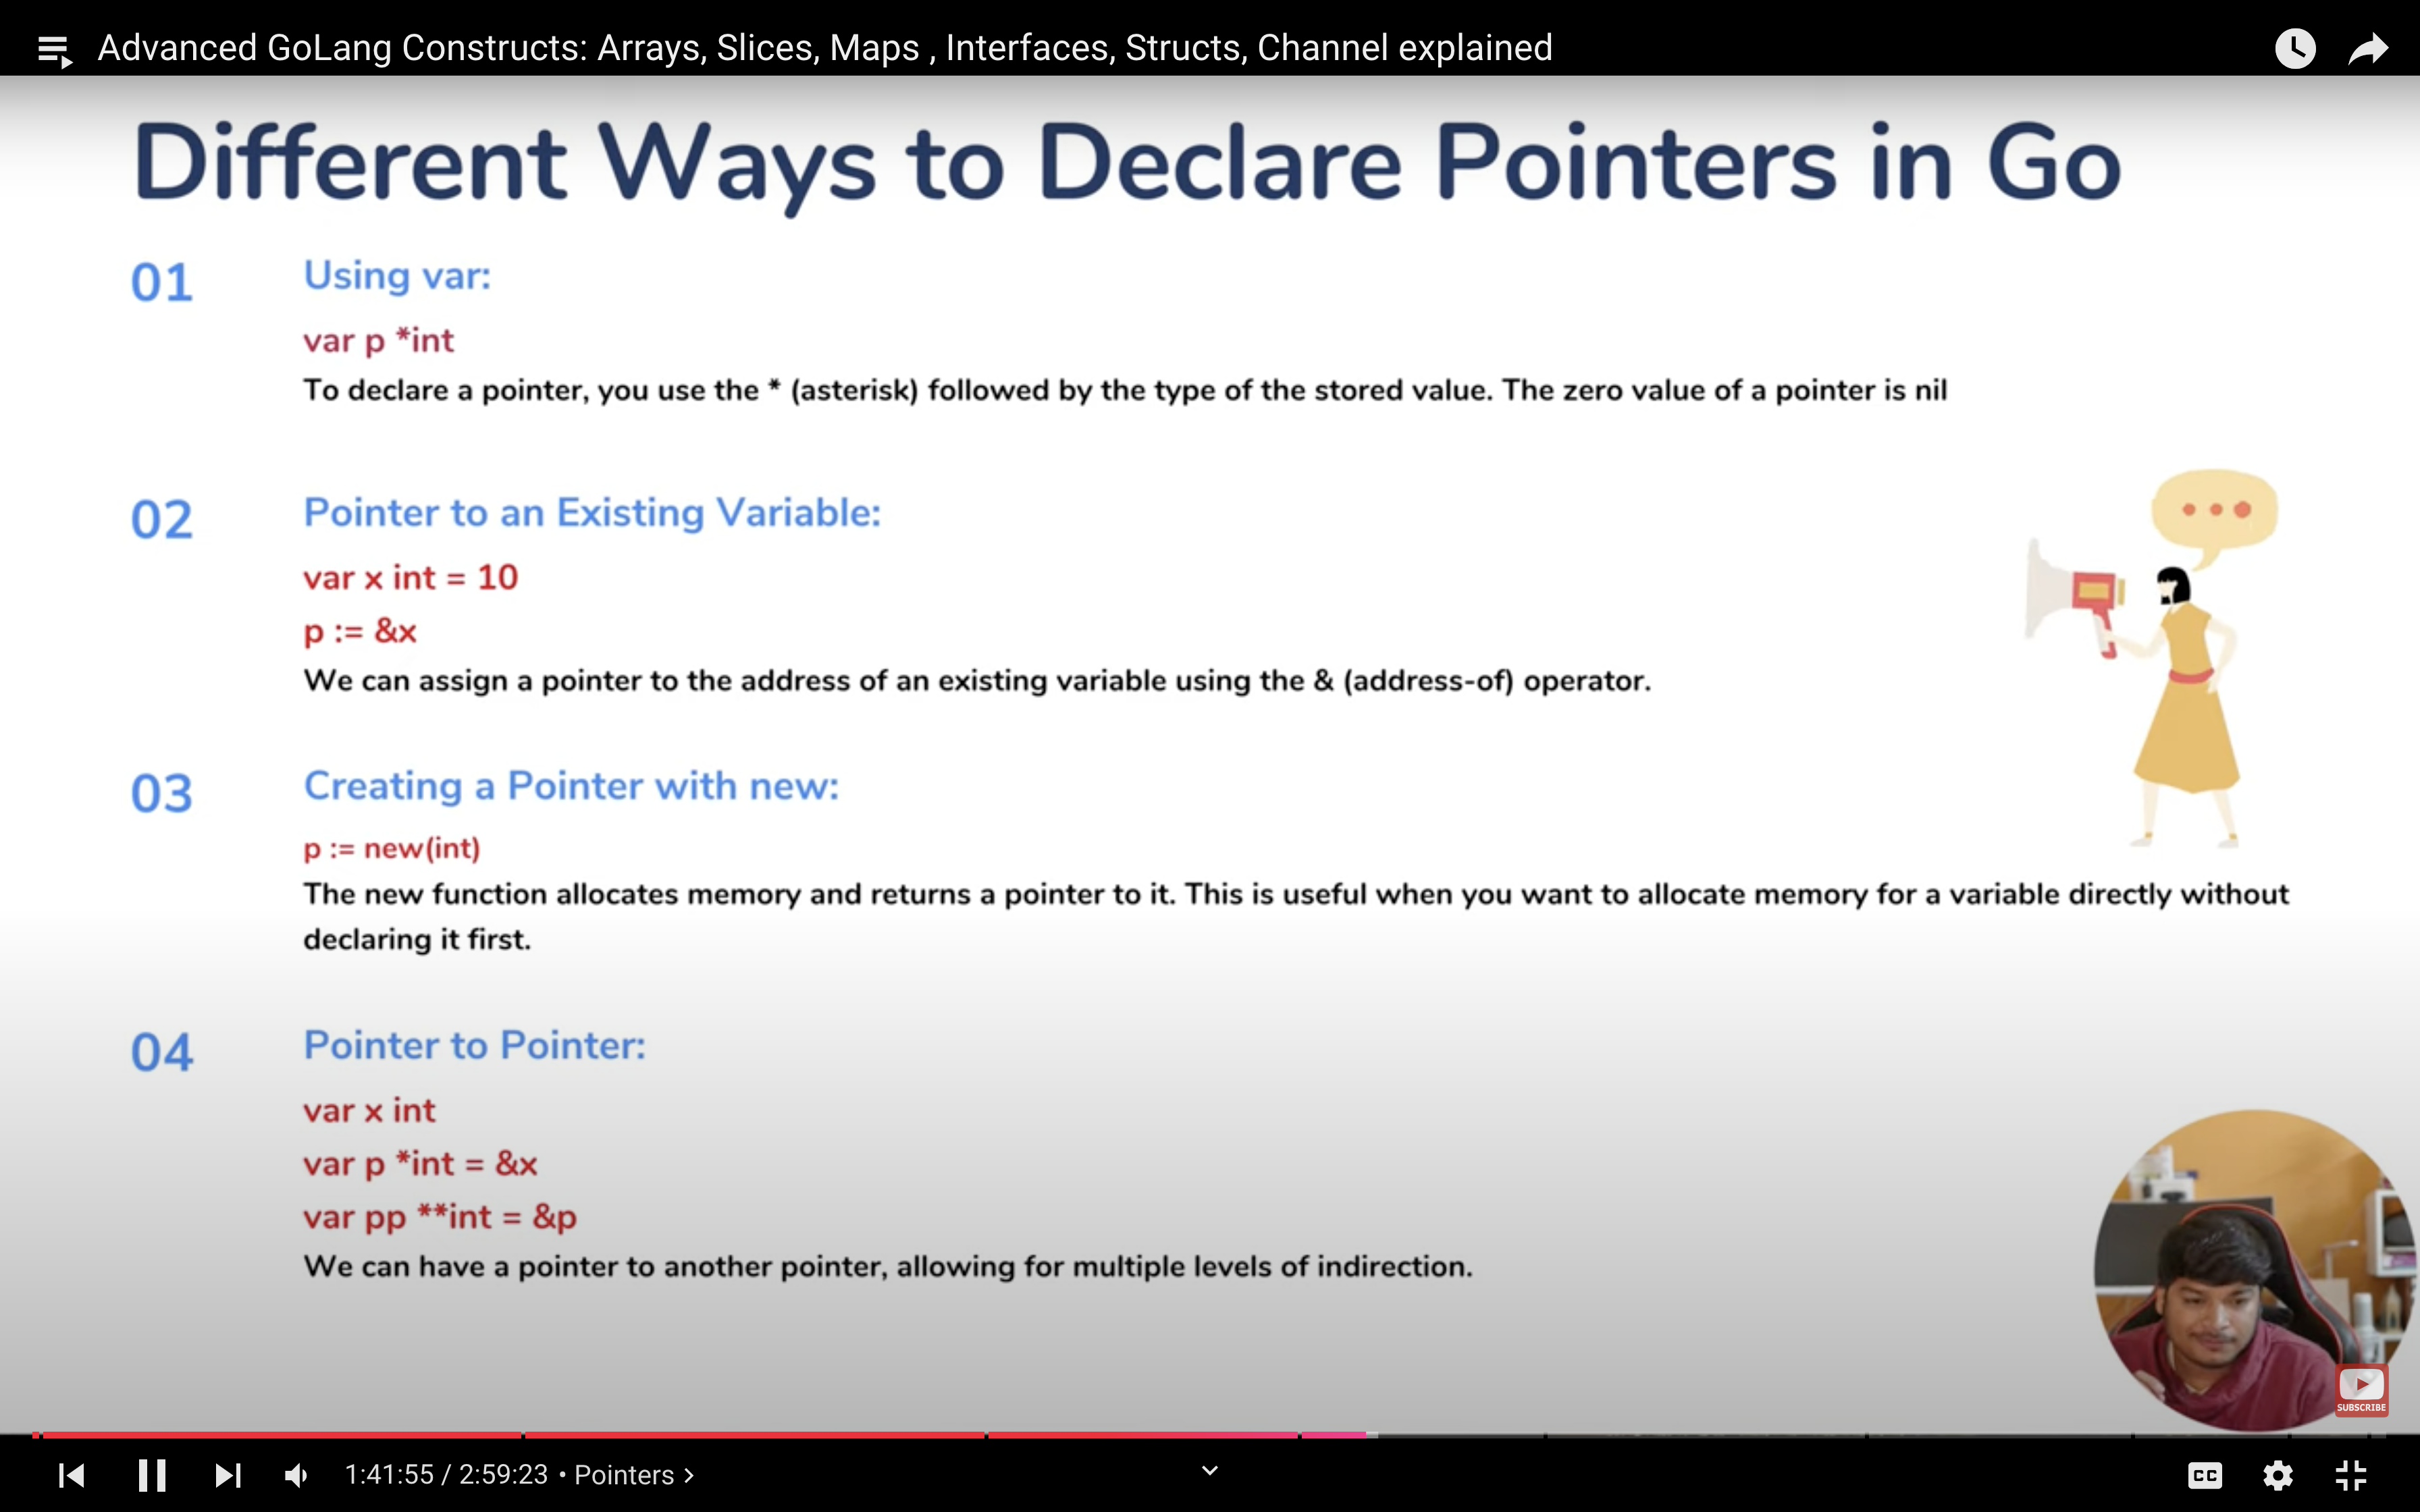 Advanced GoLang Constructs: Arrays, Slices, Maps , Interfaces, Structs, Channel explained
Different Ways to Declare Pointers in Go
01
Using var:
var p *int
To declare a pointer, you use the * (asterisk) followed by the type of the stored value. The zero value of a pointer is nil
02
Pointer to an Existing Variable:
var x int = 10
p := &x
We can assign a pointer to the address of an existing variable using the & (address-of) operator.
03
Creating a Pointer with new:
p := new(int)
The new function allocates memory and returns a pointer to it. This is useful when you want to allocate memory for a variable directly without
declaring it first.
04
Pointer to Pointer:
var x int
var p *int = &x
var pp **int = &p
We can have a pointer to another pointer, allowing for multiple levels of indirection.
SUBSCRIBE
1:41:55 / 2:59:23 • Pointers >
CC